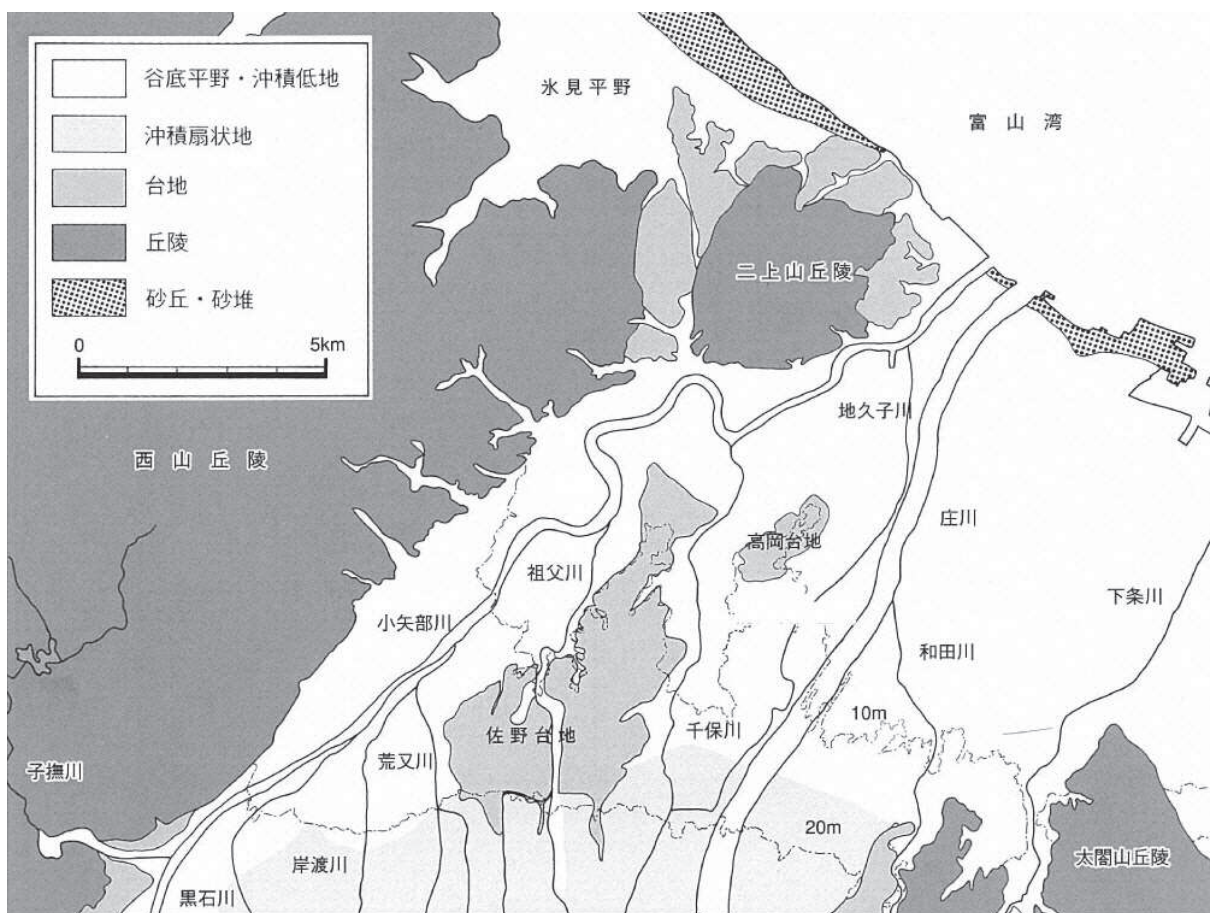 谷底平野・沖積低地
沖積扇状地
台地
丘陵
砂丘・砂堆
0 5km
氷見平野
富山湾
二上山丘陵
地久子川
西山丘陵
庄川
高岡台地
祖父川
下条川
小矢部川
和田川
10m
千保川
佐野台地
荒又川
子撫川
20m
太閤山丘陵
岸渡川
黒石川